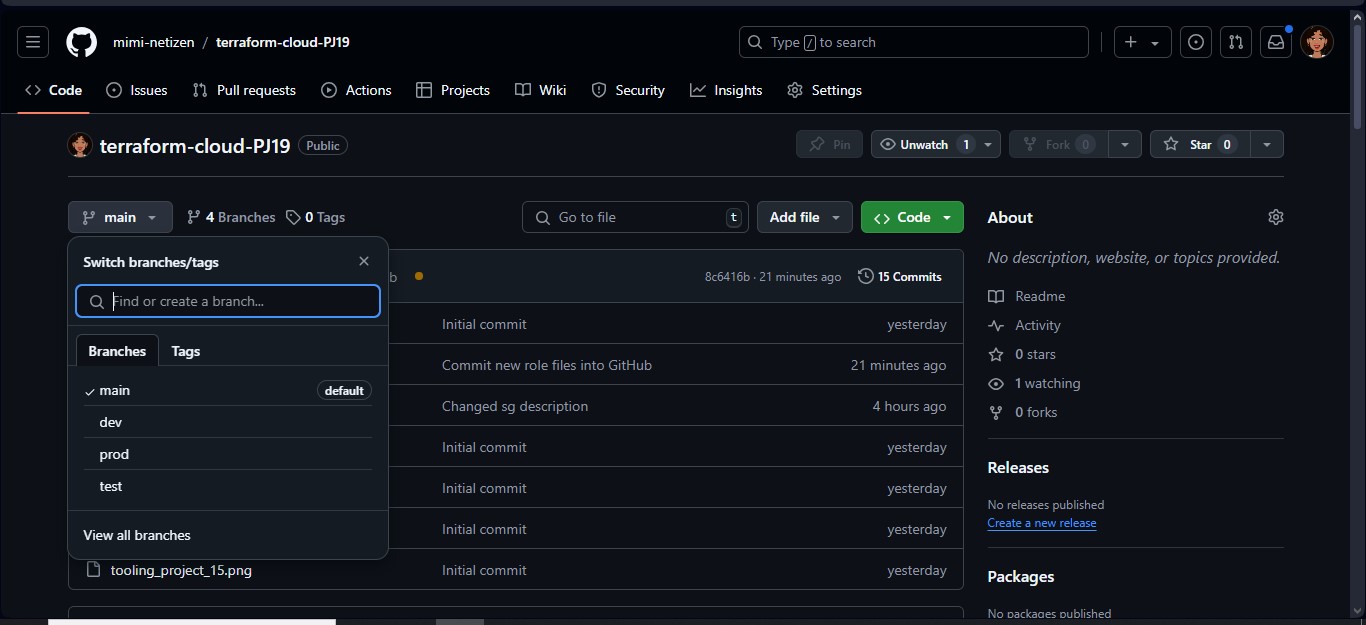 mimi-netizen / terraform-cloud-PJ19
Type / to search
Code Issues Pull requests Actions Projects Wiki Security Insights Settings
terraform-cloud-PJ19 Public
Pin Unwatch 1 Fork 0 Star 0
main 4 Branches 0 Tags
Go to file t
Add file
Code
Switch branches/tags
Find or create a branch...
Branches Tags
main default
dev
prod
test
View all branches
b 8c6416b · 21 minutes ago 15 Commits
Initial commit yesterday
Commit new role files into GitHub 21 minutes ago
Changed sg description 4 hours ago
Initial commit yesterday
Initial commit yesterday
Initial commit yesterday
tooling_project_15.png Initial commit yesterday
About
No description, website, or topics provided.
Readme
Activity
0 stars
1 watching
0 forks
Releases
No releases published
Create a new release
Packages
No packages published